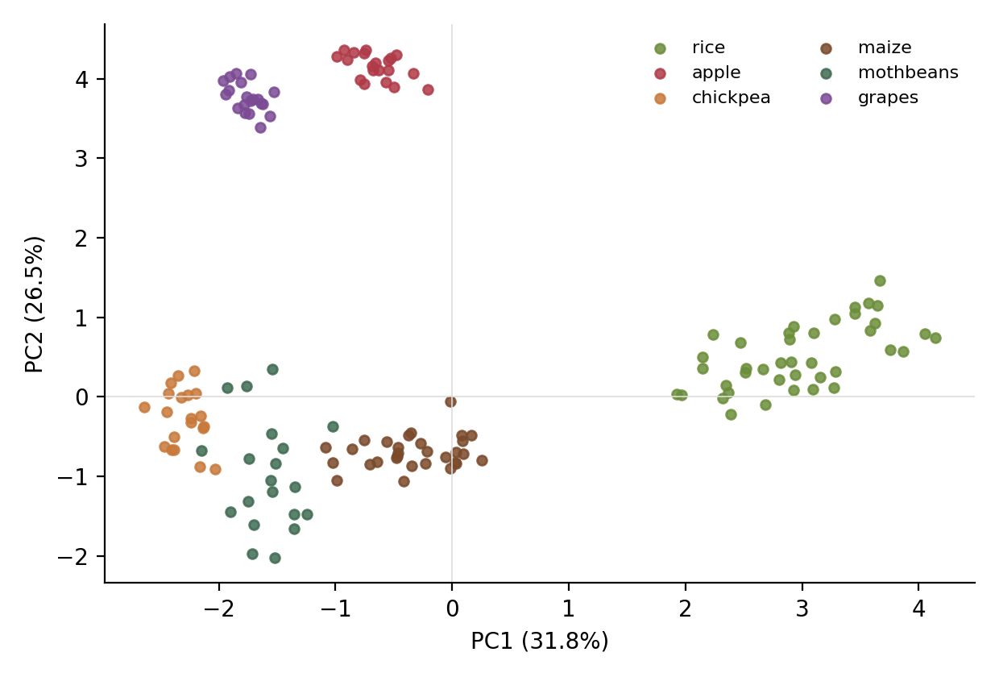 rice
apple
chickpea
maize
mothbeans
grapes
4
3
2
1
0
−1
−2
PC2 (26.5%)
−2
−1
0
1
2
3
4
PC1 (31.8%)